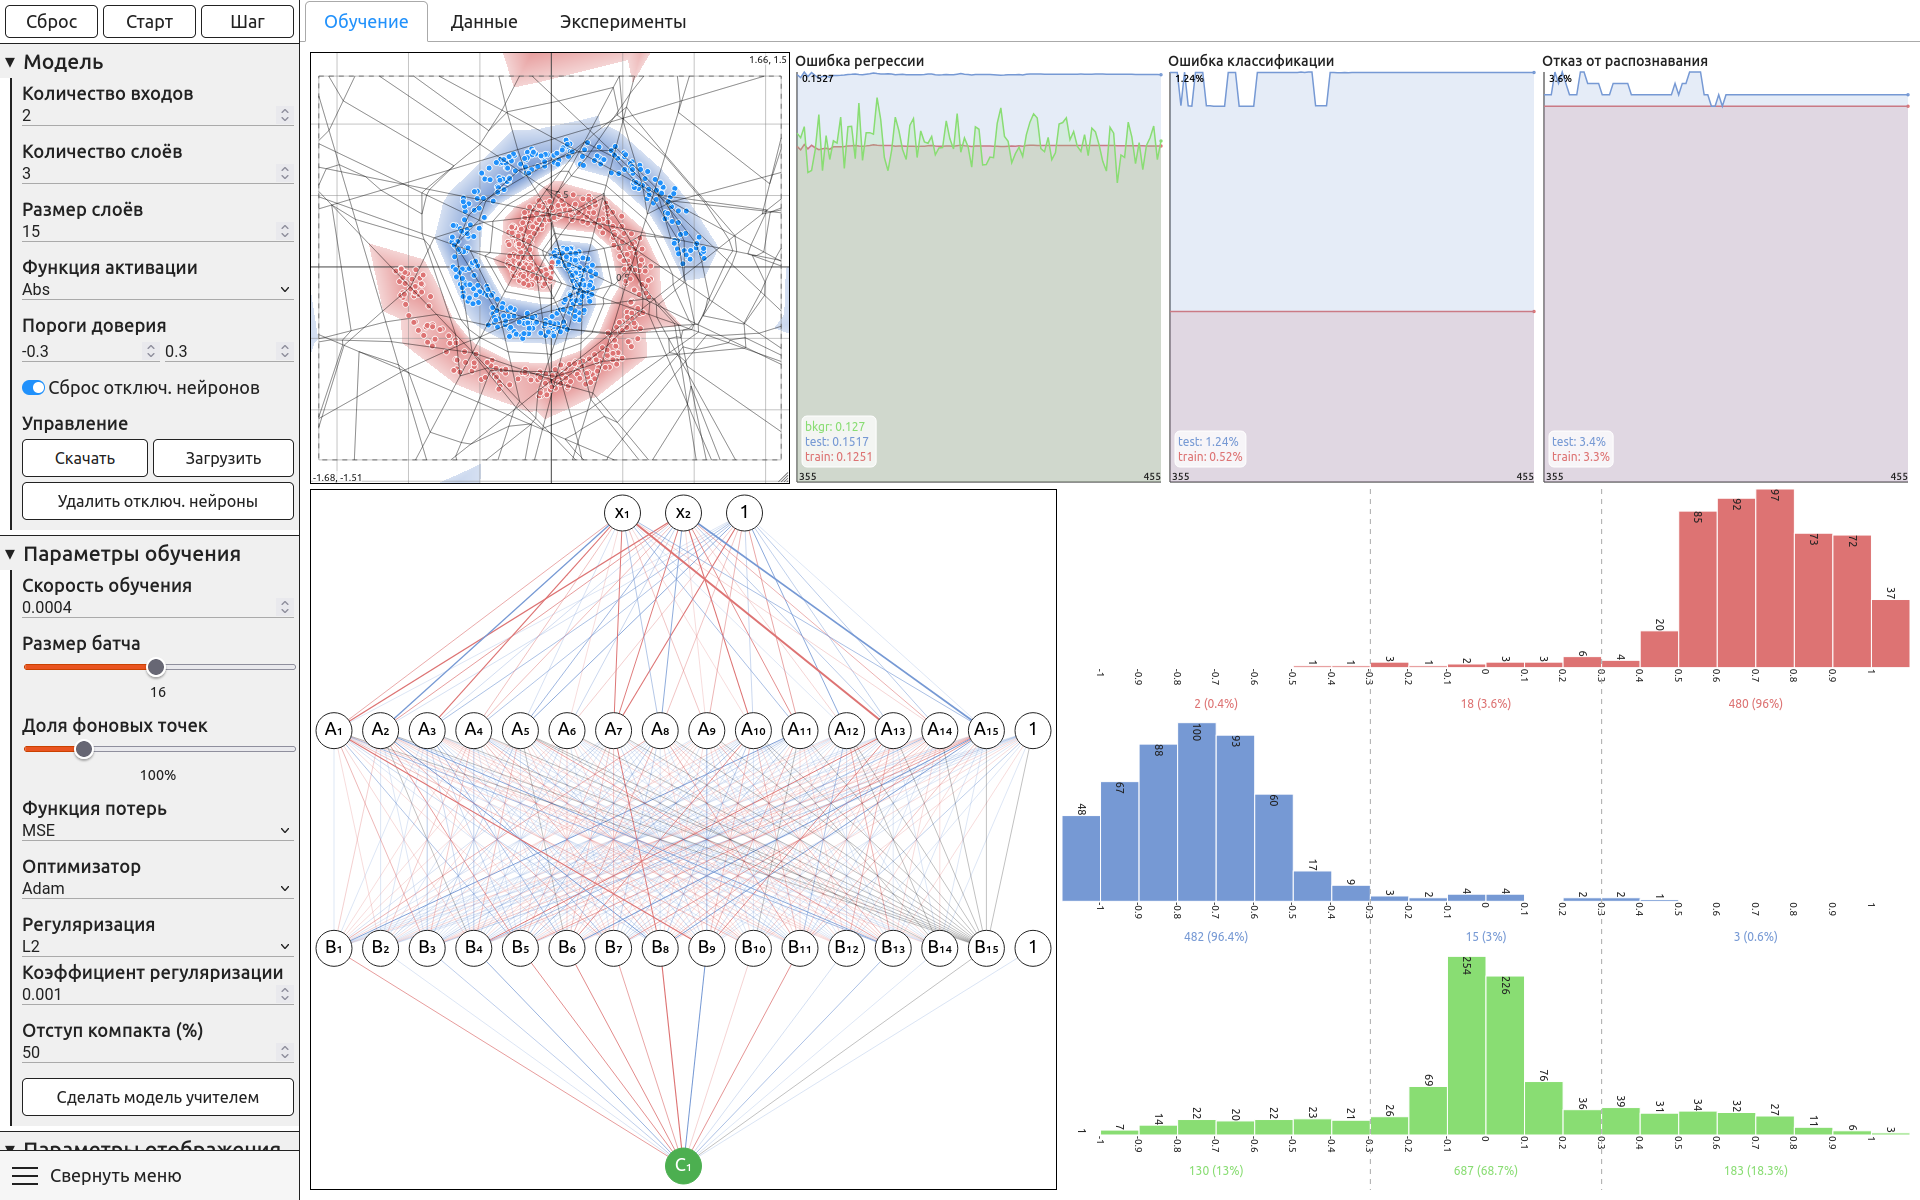 Сброс
Старт
Шаг
Обучение
Данные
Эксперименты
▼ Модель
Количество входов
2
Количество слоёв
3
Размер слоёв
15
Функция активации
Abs
Пороги доверия
-0.3
0.3
Сброс отключ. нейронов
Управление
Скачать
Загрузить
Удалить отключ. нейроны
▼ Параметры обучения
Скорость обучения
0.0004
Размер батча
16
Доля фоновых точек
100%
Функция потерь
MSE
Оптимизатор
Adam
Регуляризация
L2
Коэффициент регуляризации
0.001
Отступ компакта (%)
50
Сделать модель учителем
▼ Параметры отображения
Свернуть меню
1.66, 1.5
-1.68, -1.51
Ошибка регрессии
0.1527
bkgr: 0.127
test: 0.1517
train: 0.1251
355
455
Ошибка классификации
1.24%
test: 1.24%
train: 0.52%
355
455
Отказ от распознавания
3.6%
test: 3.4%
train: 3.3%
355
455
X₁ X₂ 1
A₁ A₂ A₃ A₄ A₅ A₆ A₇ A₈ A₉ A₁₀ A₁₁ A₁₂ A₁₃ A₁₄ A₁₅ 1
B₁ B₂ B₃ B₄ B₅ B₆ B₇ B₈ B₉ B₁₀ B₁₁ B₁₂ B₁₃ B₁₄ B₁₅ 1
C₁
1 1 3 1 2 3 3 6 4 20 85 92 97 73 72 37
-1 -0.9 -0.8 -0.7 -0.6 -0.5 -0.4 -0.3 -0.2 -0.1 0 0.1 0.2 0.3 0.4 0.5 0.6 0.7 0.8 0.9 1
2 (0.4%) 18 (3.6%) 480 (96%)
48 67 88 100 93 60 17 9 3 2 4 4 2 2 1
-1 -0.9 -0.8 -0.7 -0.6 -0.5 -0.4 -0.3 -0.2 -0.1 0 0.1 0.2 0.3 0.4 0.5 0.6 0.7 0.8 0.9 1
482 (96.4%) 15 (3%) 3 (0.6%)
1 7 14 22 20 22 23 21 26 69 254 226 76 36 39 31 34 32 27 11 6 3
-1 -0.9 -0.8 -0.7 -0.6 -0.5 -0.4 -0.3 -0.2 -0.1 0 0.1 0.2 0.3 0.4 0.5 0.6 0.7 0.8 0.9 1
130 (13%) 687 (68.7%) 183 (18.3%)